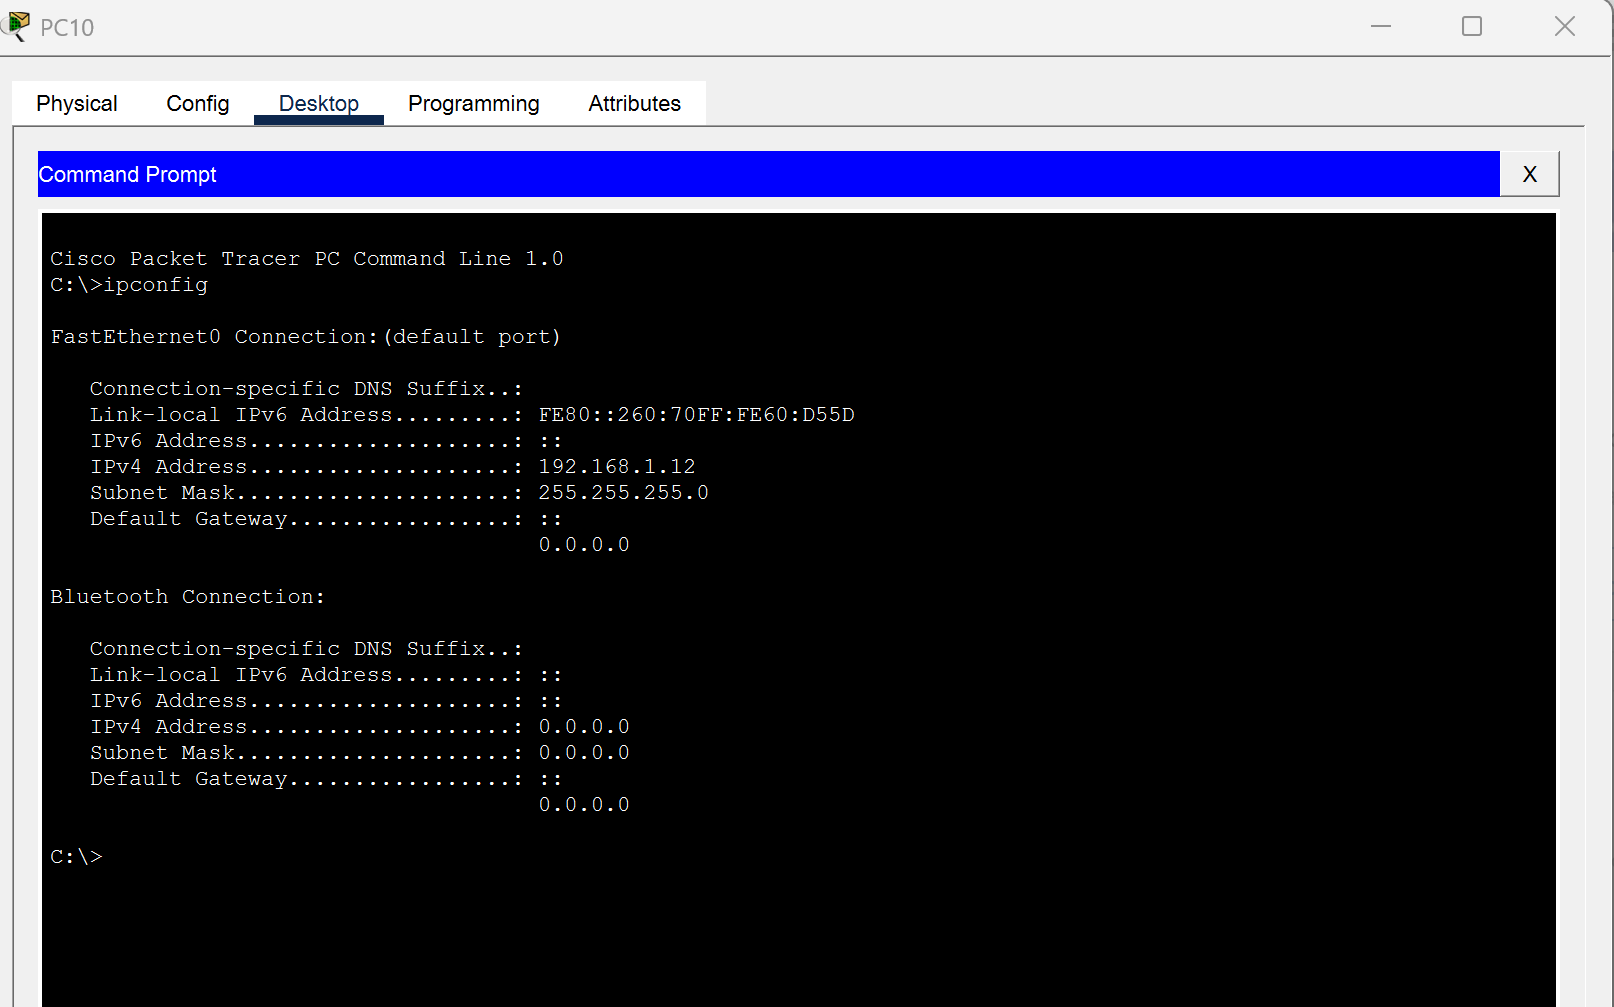 PC10
Physical Config Desktop Programming Attributes
Command Prompt X
Cisco Packet Tracer PC Command Line 1.0
C:\>ipconfig
FastEthernet0 Connection:(default port)
Connection-specific DNS Suffix..:
Link-local IPv6 Address.........: FE80::260:70FF:FE60:D55D
IPv6 Address....................: ::
IPv4 Address....................: 192.168.1.12
Subnet Mask.....................: 255.255.255.0
Default Gateway.................: ::
0.0.0.0
Bluetooth Connection:
Connection-specific DNS Suffix..:
Link-local IPv6 Address.........: ::
IPv6 Address....................: ::
IPv4 Address....................: 0.0.0.0
Subnet Mask.....................: 0.0.0.0
Default Gateway.................: ::
0.0.0.0
C:\>